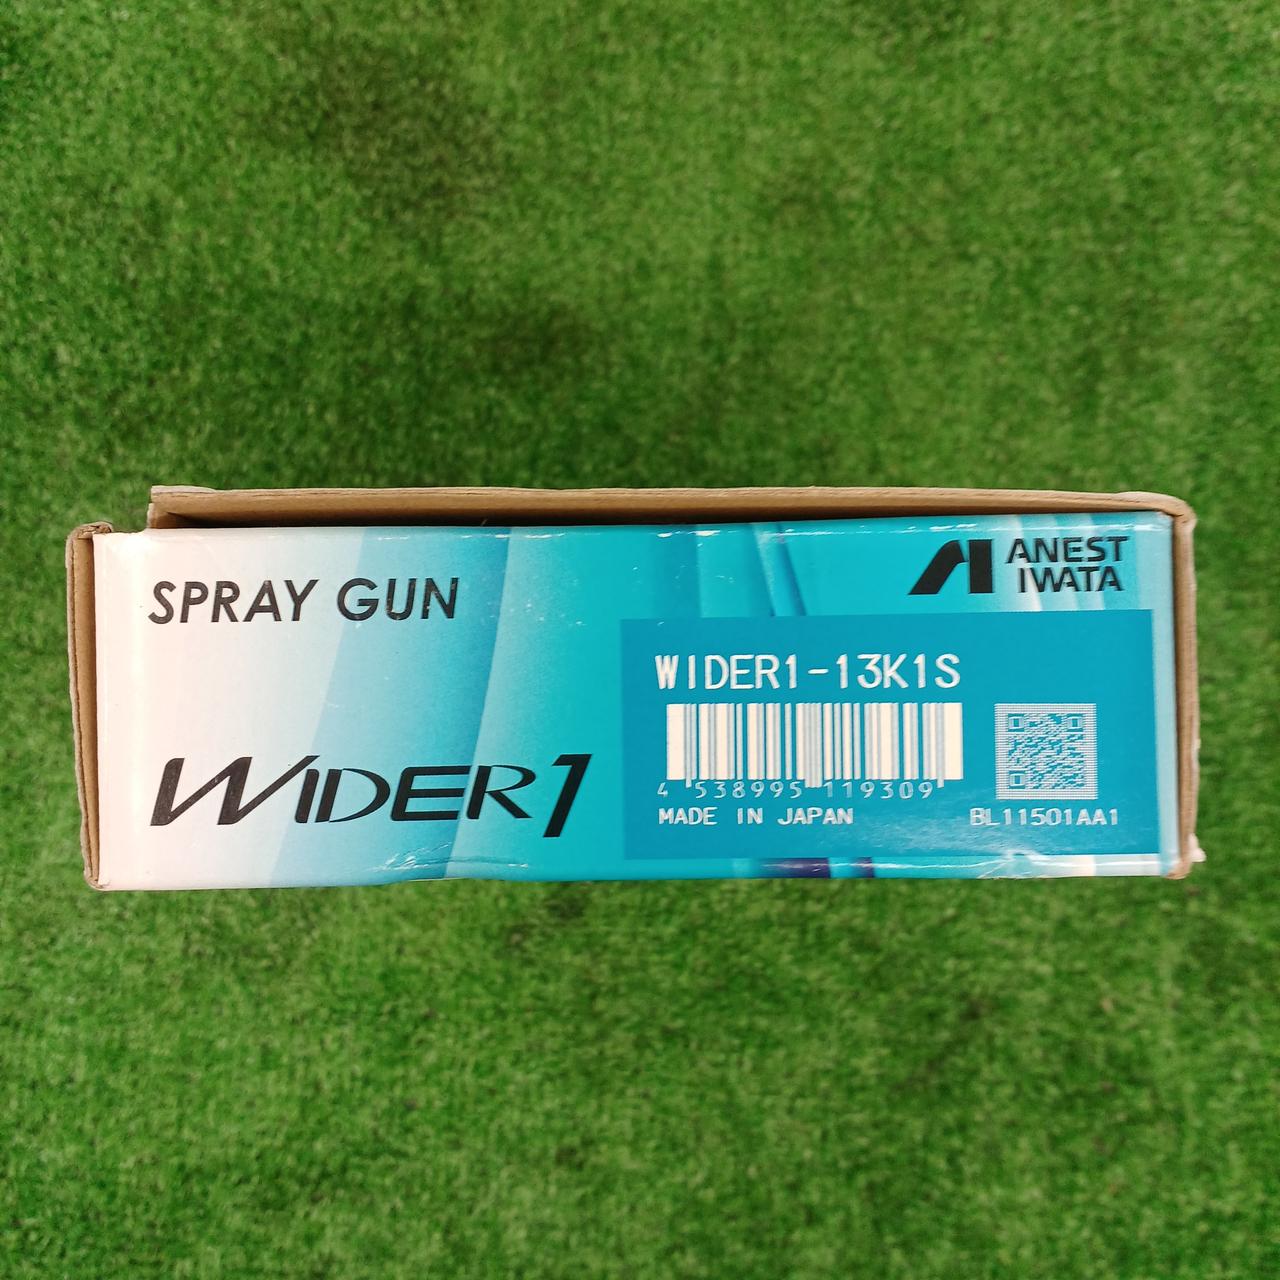 SPRAY GUN
ANEST
IWATA
WIDER1
WIDER1-13K1S
4 538995 119309
MADE IN JAPAN
BL11501AA1